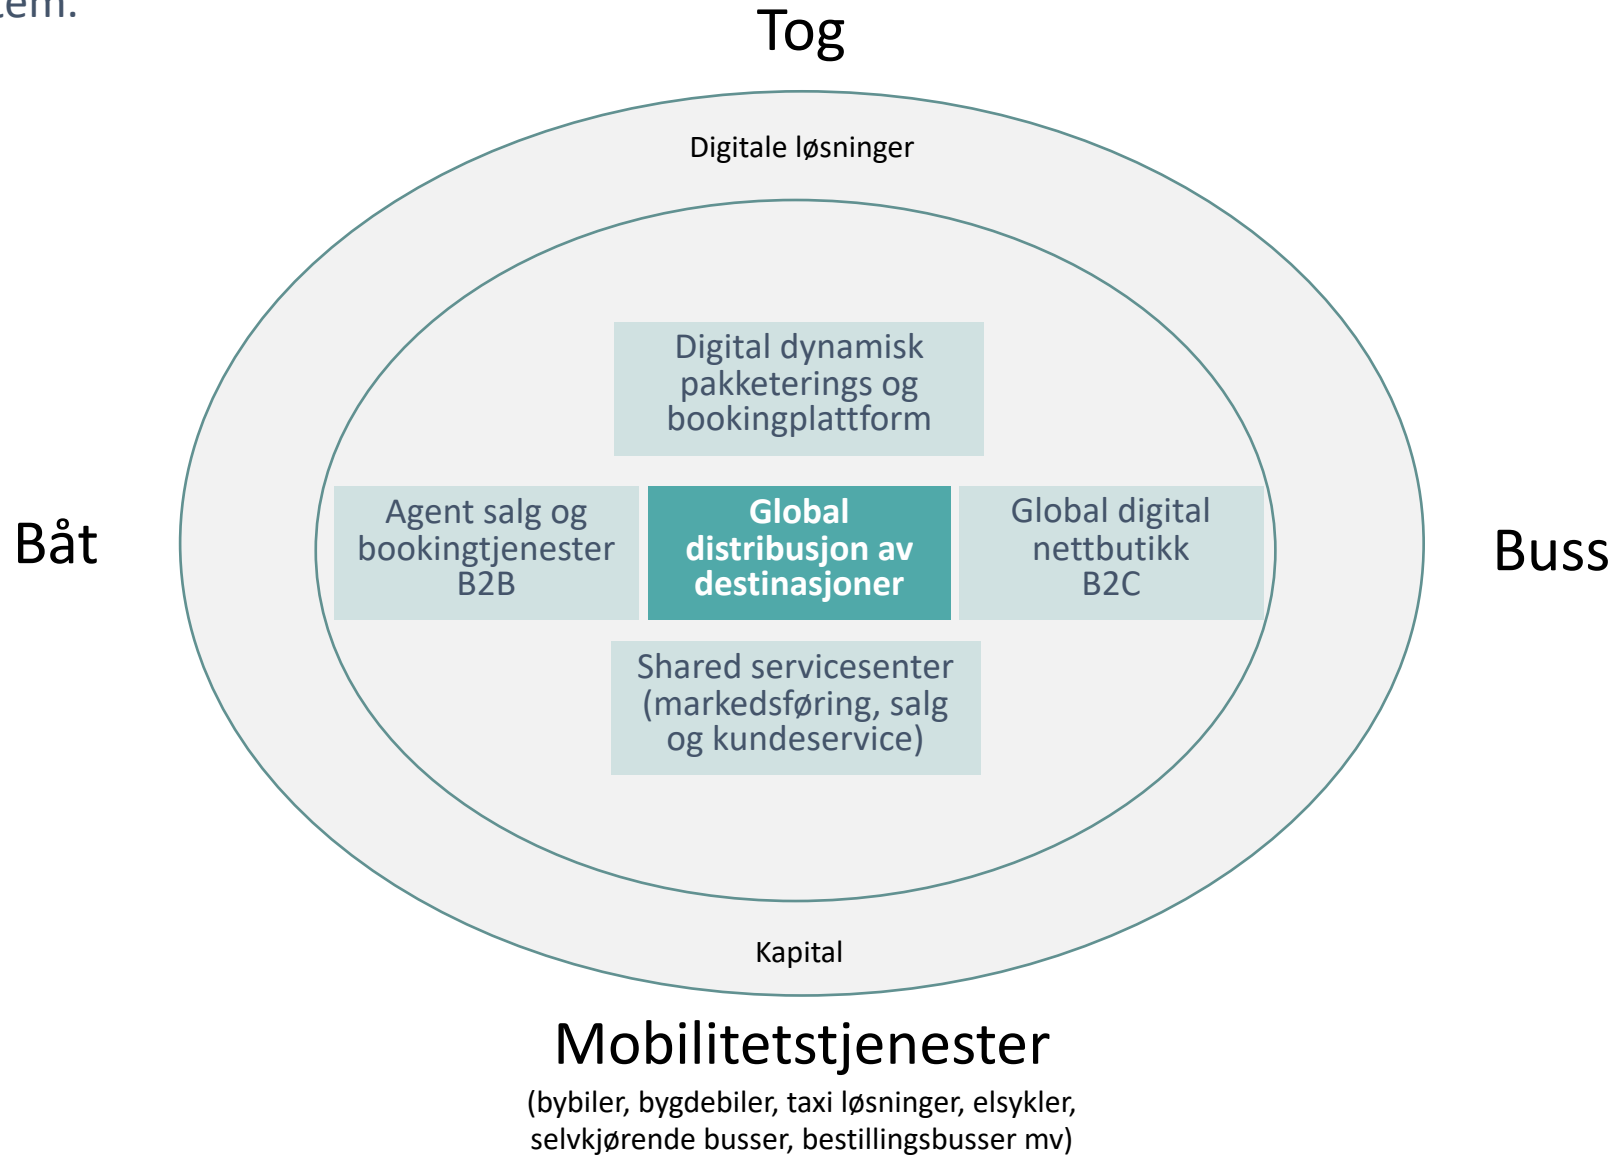 Tog
Digitale løsninger
Digital dynamisk
pakketerings og
bookingplattform
Båt
Agent salg og
bookingtjenester
B2B
Global
distribusjon av
destinasjoner
Global digital
nettbutikk
B2C
Buss
Shared servicesenter
(markedsføring, salg
og kundeservice)
Kapital
Mobilitetstjenester
(bybiler, bygdebiler, taxi løsninger, elsykler,
selvkjørende busser, bestillingsbusser mv)